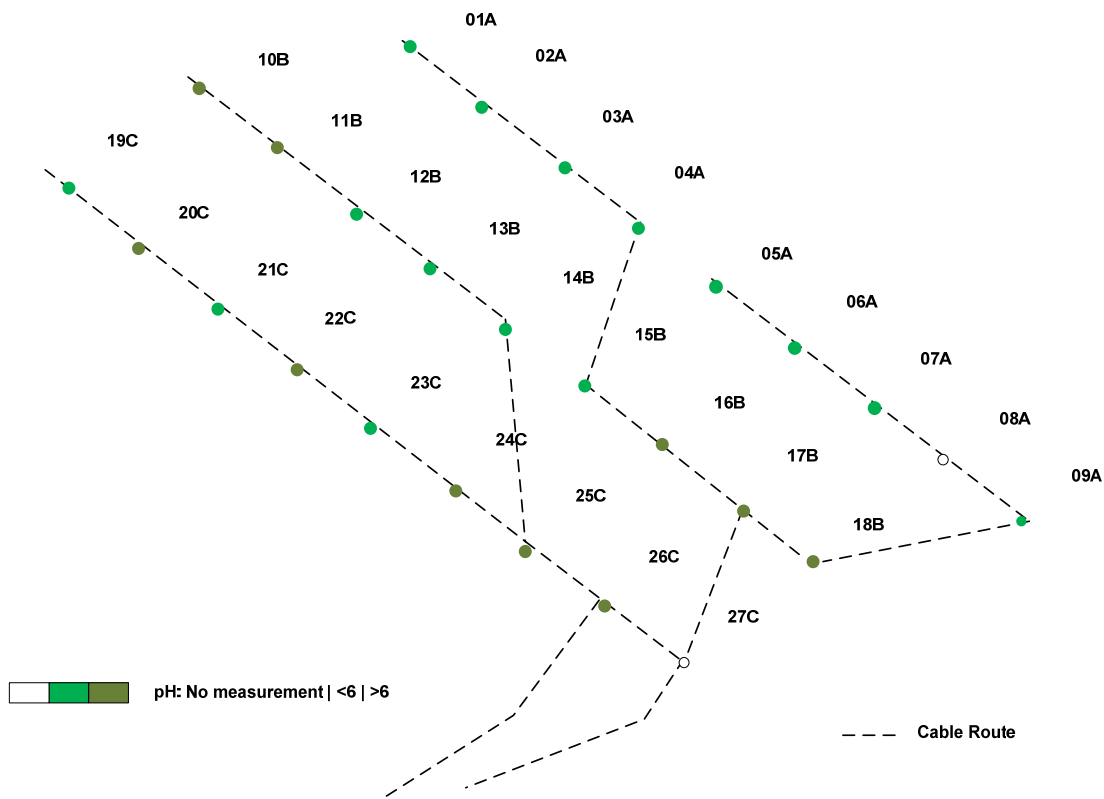 01A
02A
10B
03A
11B
19C
04A
12B
20C
13B
05A
21C
14B
06A
22C
15B
07A
23C
16B
08A
24C
17B
09A
25C
18B
26C
27C
pH: No measurement | <6 | >6
Cable Route